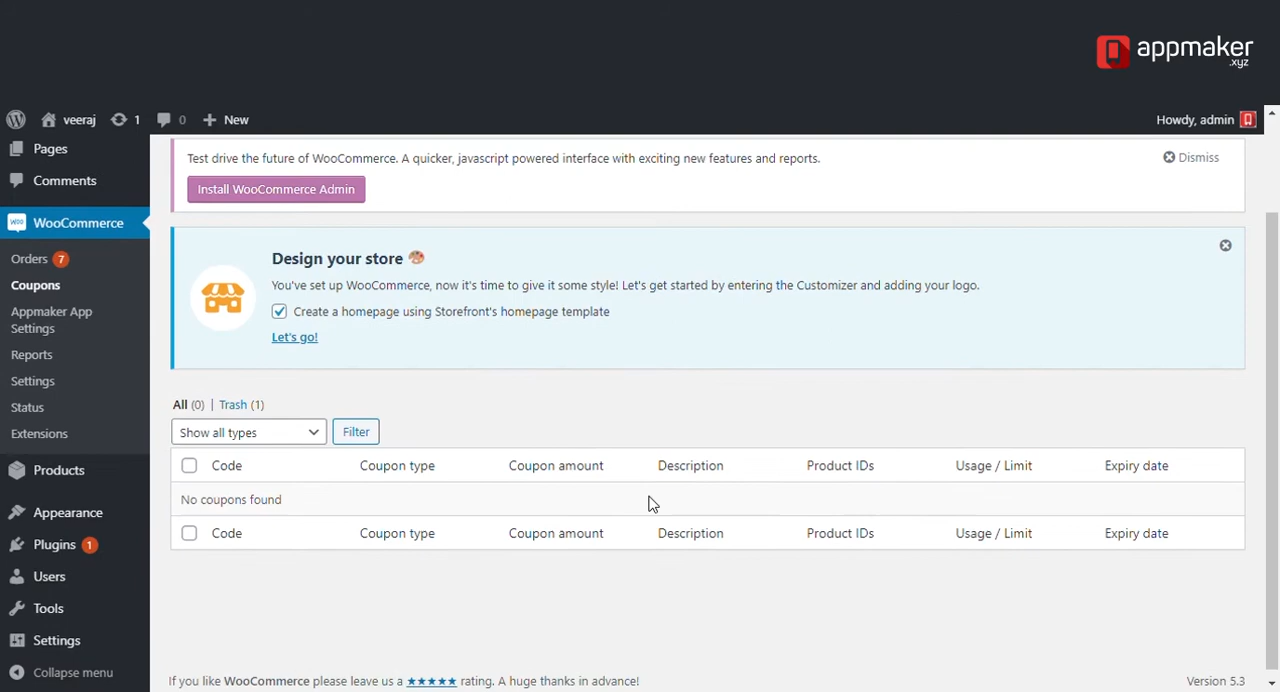 appmaker
.xyz
veeraj 1 0 New Howdy, admin
Pages
Comments
WooCommerce
Orders 7
Coupons
Appmaker App
Settings
Reports
Settings
Status
Extensions
Products
Appearance
Plugins 1
Users
Tools
Settings
Collapse menu
Test drive the future of WooCommerce. A quicker, javascript powered interface with exciting new features and reports. Dismiss
Install WooCommerce Admin
Design your store
You've set up WooCommerce, now it's time to give it some style! Let's get started by entering the Customizer and adding your logo.
Create a homepage using Storefront's homepage template
Let's go!
All (0) | Trash (1)
Show all types Filter
Code Coupon type Coupon amount Description Product IDs Usage / Limit Expiry date
No coupons found
Code Coupon type Coupon amount Description Product IDs Usage / Limit Expiry date
If you like WooCommerce please leave us a ★★★★★ rating. A huge thanks in advance! Version 5.3